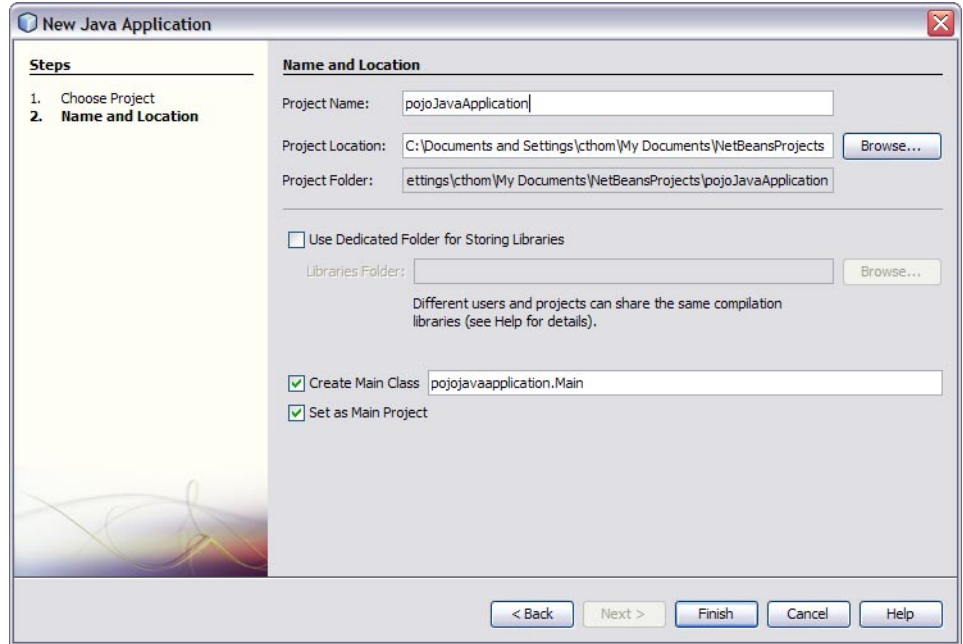 New Java Application
Steps
1. Choose Project
2. Name and Location
Name and Location
Project Name: pojoJavaApplication
Project Location: C:\Documents and Settings\cthom\My Documents\NetBeansProjects Browse...
Project Folder: ettings\cthom\My Documents\NetBeansProjects\pojoJavaApplication
Use Dedicated Folder for Storing Libraries
Libraries Folder: Browse...
Different users and projects can share the same compilation
libraries (see Help for details).
Create Main Class pojojavaapplication.Main
Set as Main Project
< Back Next > Finish Cancel Help